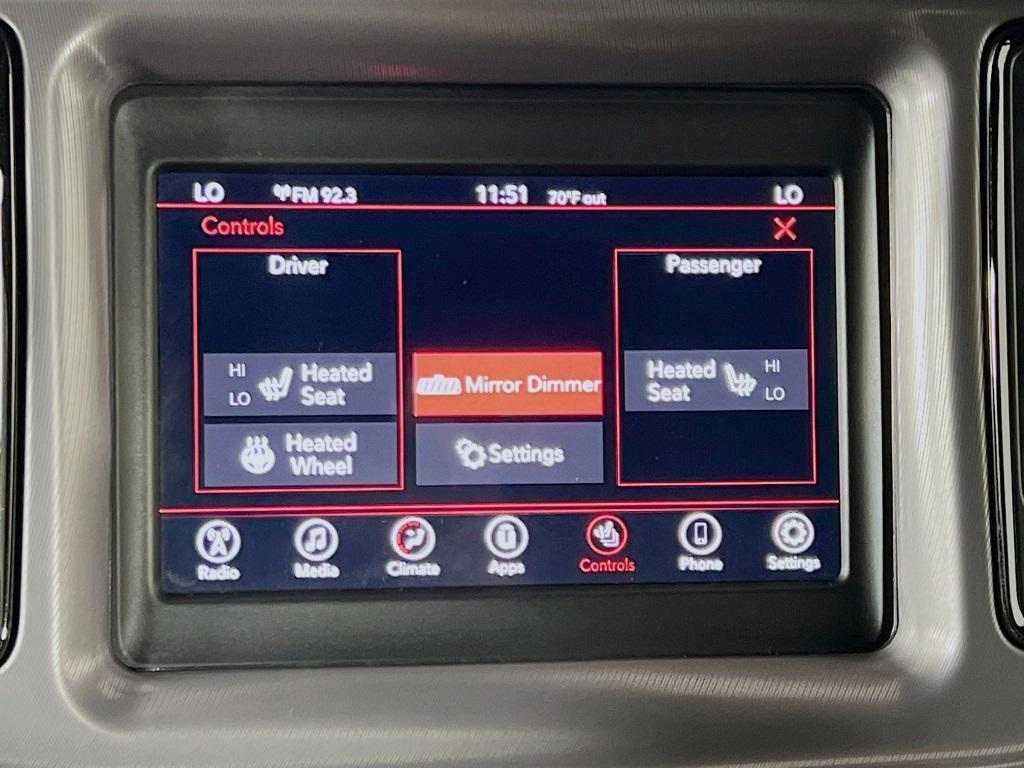 LO FM 92.3 11:51 70°F out LO
Controls X
Driver
Passenger
HI
LO
Heated
Seat
Mirror Dimmer
Heated
Seat
HI
LO
Heated
Wheel
Settings
Radio Media Climate Apps Controls Phone Settings